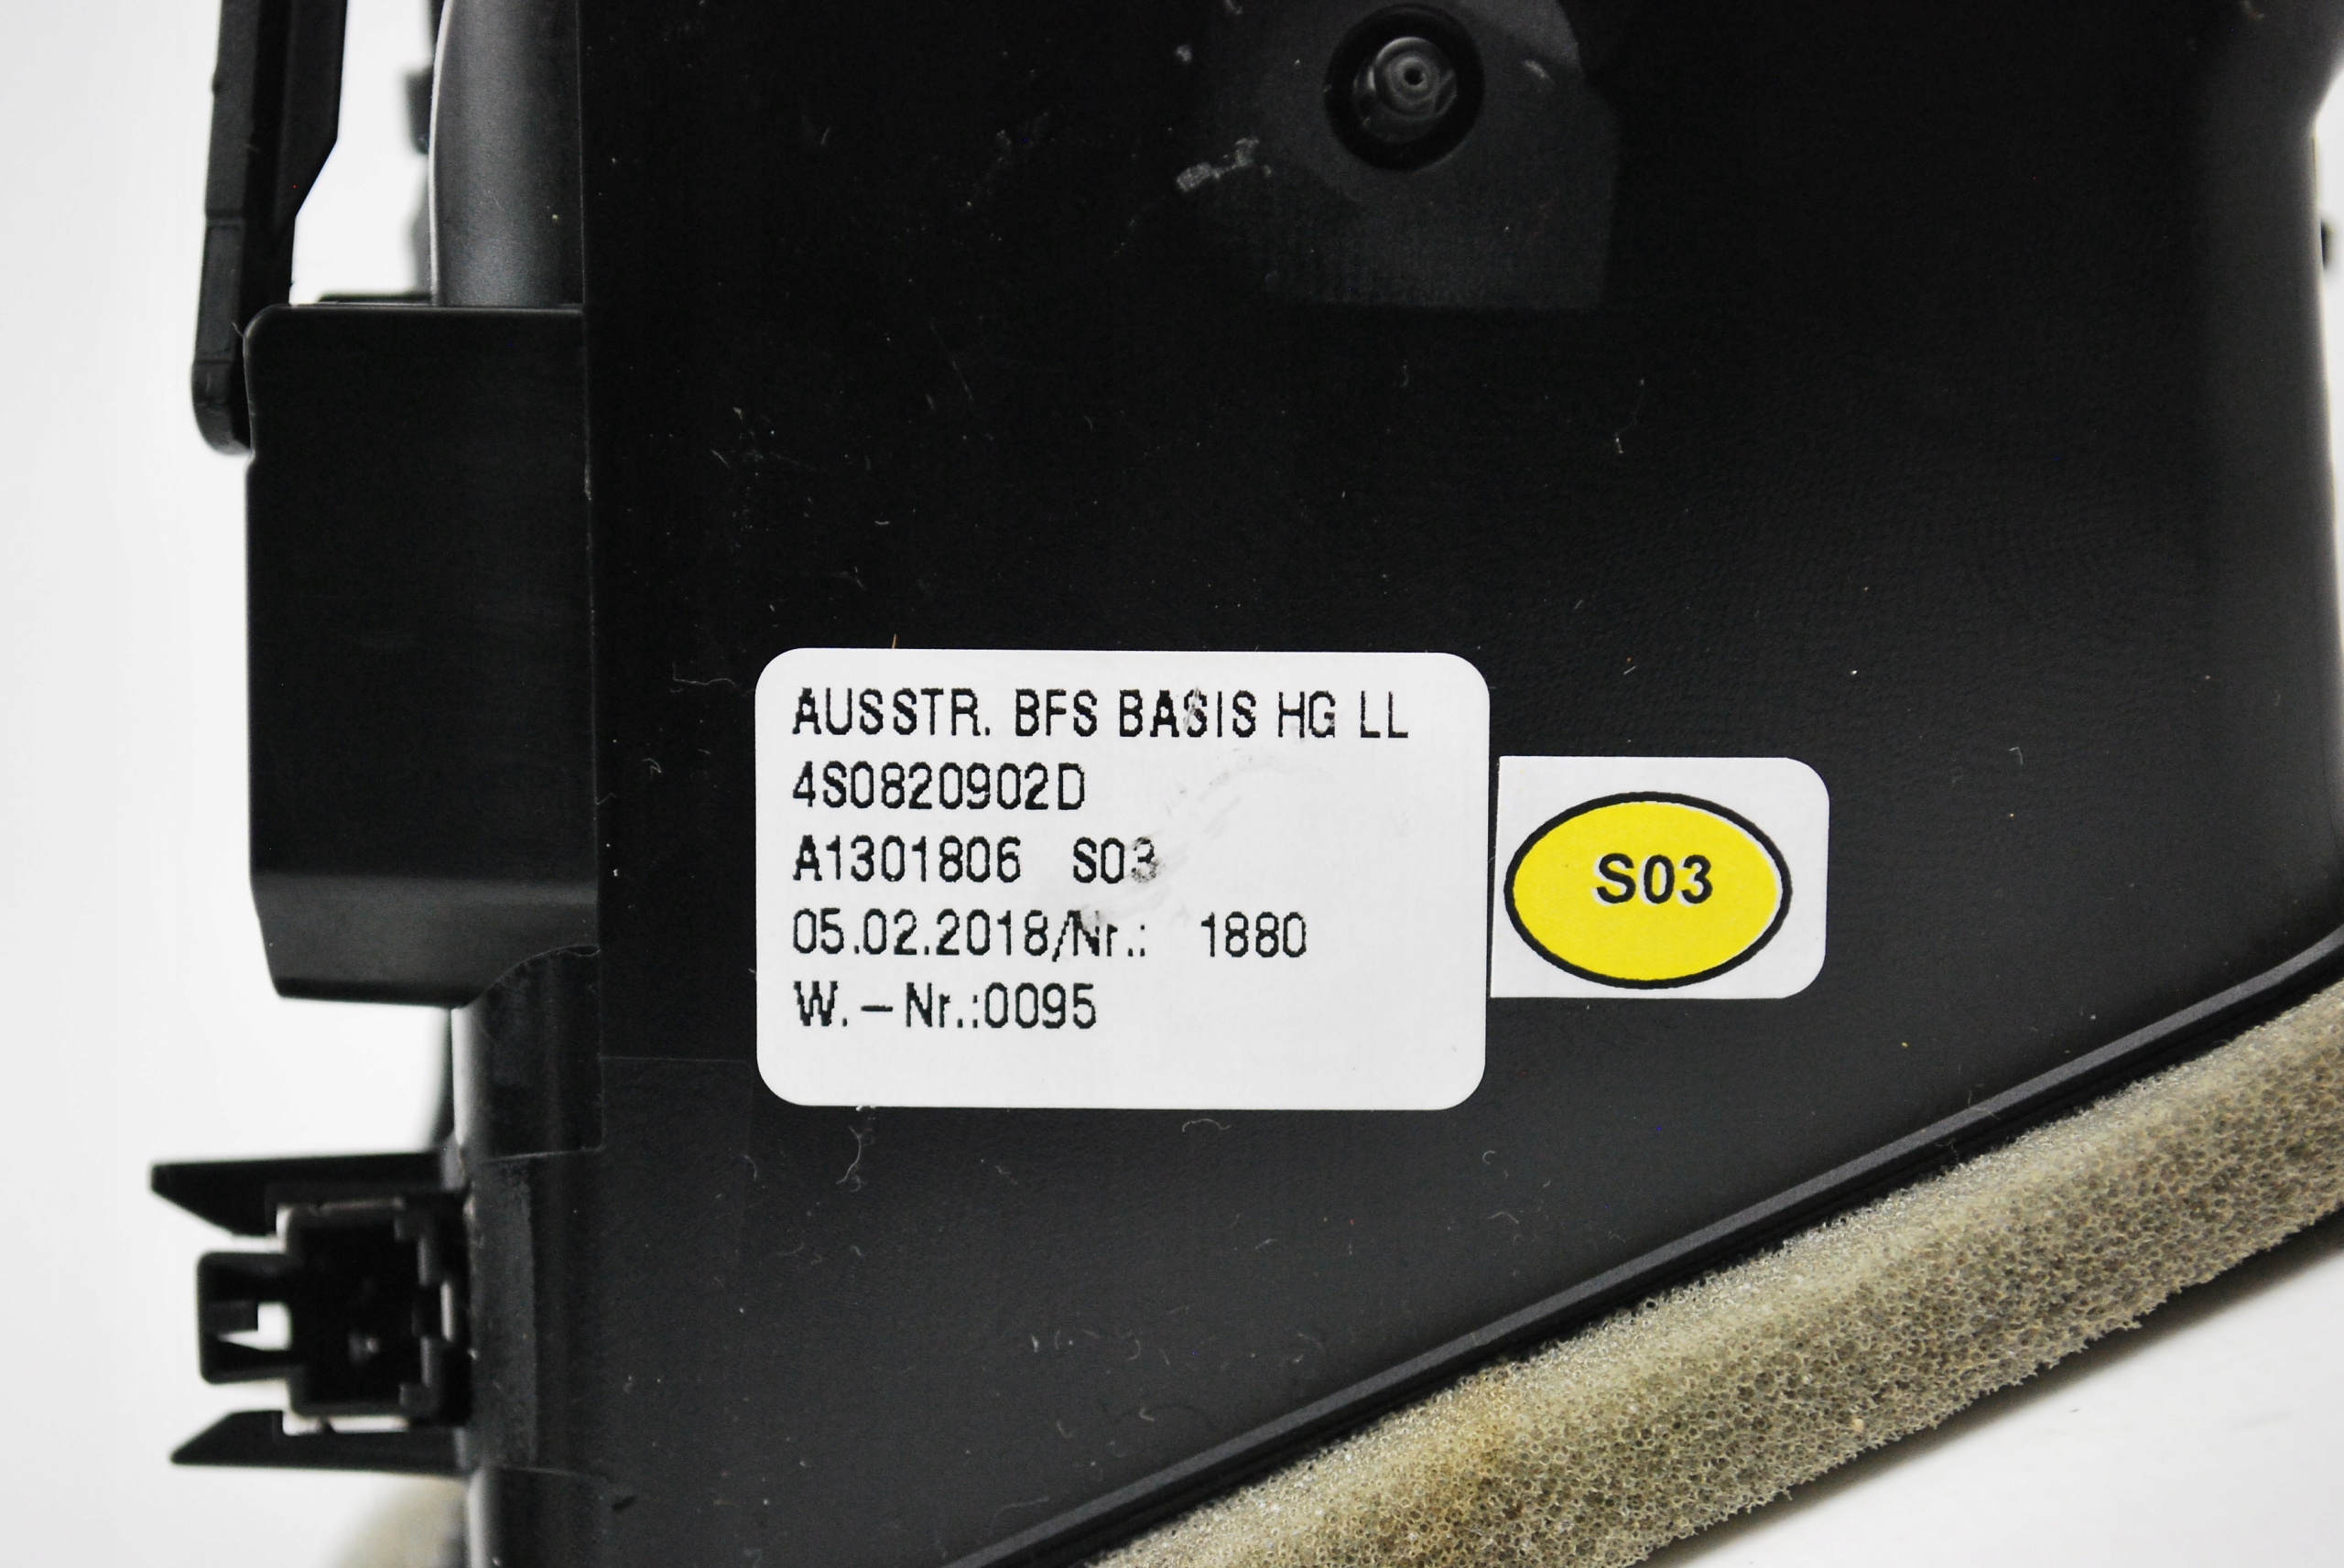 AUSSTR. BFS BASIS HG LL
4S0820902D
A1301806 S03
05.02.2018/Nr.: 1880
W.-Nr.:0095
S03